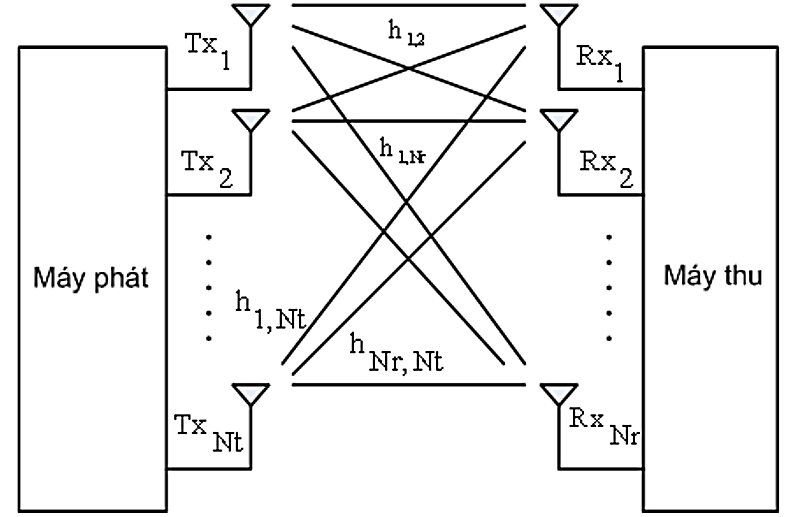 Tx1
h1,2
Rx1
Tx2
h1,Nr
Rx2
Máy phát
Máy thu
h1,Nt
hNr,Nt
TxNt
RxNr